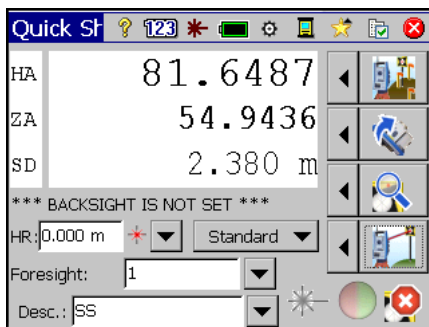 Quick Sh 123
HA 81.6487
ZA 54.9436
SD 2.380 m
*** BACKSIGHT IS NOT SET ***
HR: 0.000 m Standard
Foresight: 1
Desc.: SS